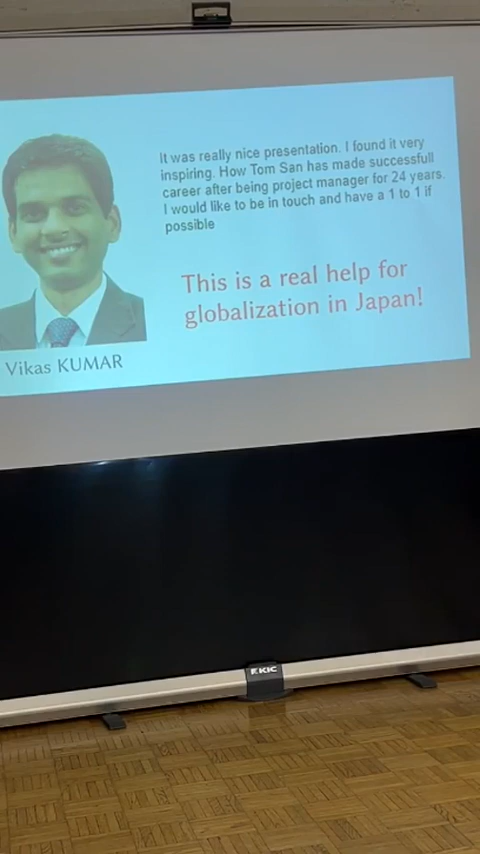 It was really nice presentation. I found it very
inspiring. How Tom San has made successfull
career after being project manager for 24 years.
I would like to be in touch and have a 1 to 1 if
possible
This is a real help for
globalization in Japan!
Vikas KUMAR
KIC